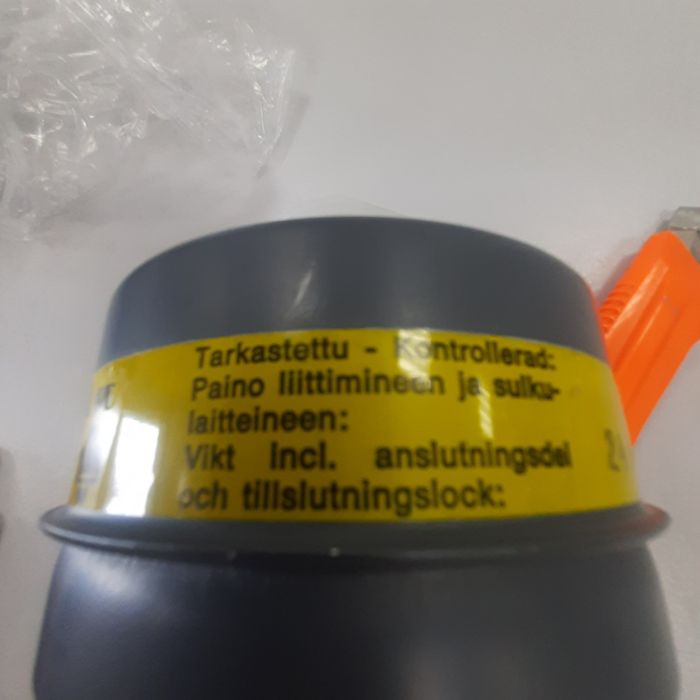 Tarkastettu - Kontrollerad:
Paino liittimineen ja sulku-
laitteineen:
Vikt incl. anslutningsdel
och tillslutningslock: